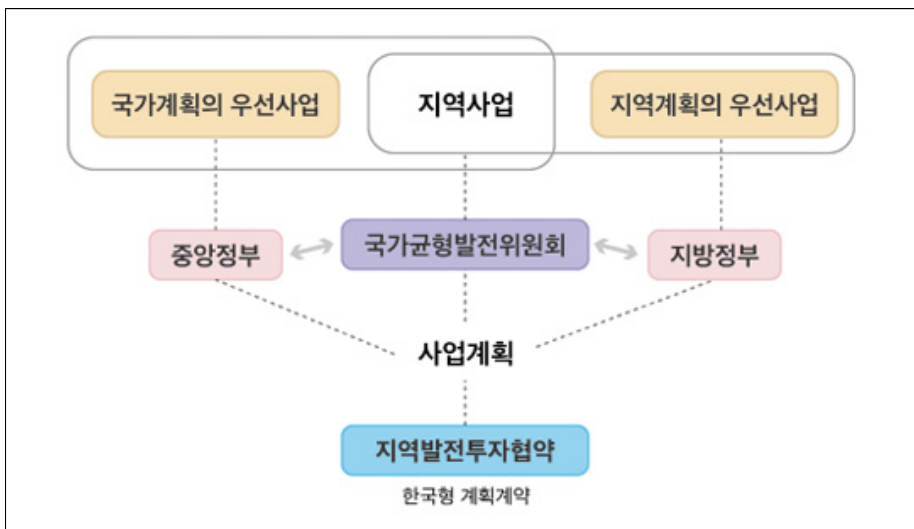 국가계획의 우선사업
지역사업
지역계획의 우선사업
중앙정부
국가균형발전위원회
지방정부
사업계획
지역발전투자협약
한국형 계획계약